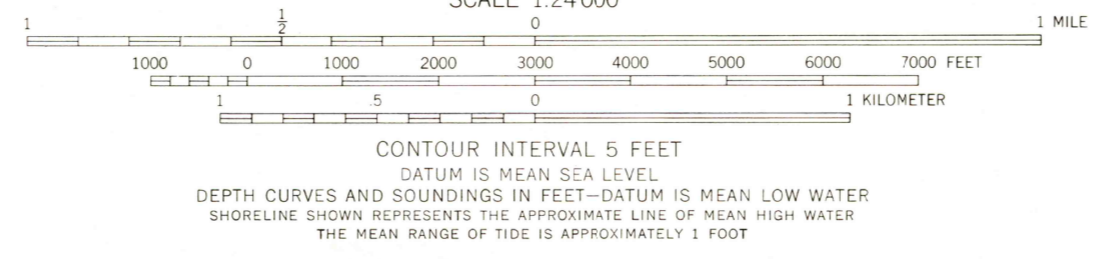 SCALE 1:24 000
1 1/2 0 1 MILE
1000 0 1000 2000 3000 4000 5000 6000 7000 FEET
1 .5 0 1 KILOMETER
CONTOUR INTERVAL 5 FEET
DATUM IS MEAN SEA LEVEL
DEPTH CURVES AND SOUNDINGS IN FEET—DATUM IS MEAN LOW WATER
SHORELINE SHOWN REPRESENTS THE APPROXIMATE LINE OF MEAN HIGH WATER
THE MEAN RANGE OF TIDE IS APPROXIMATELY 1 FOOT